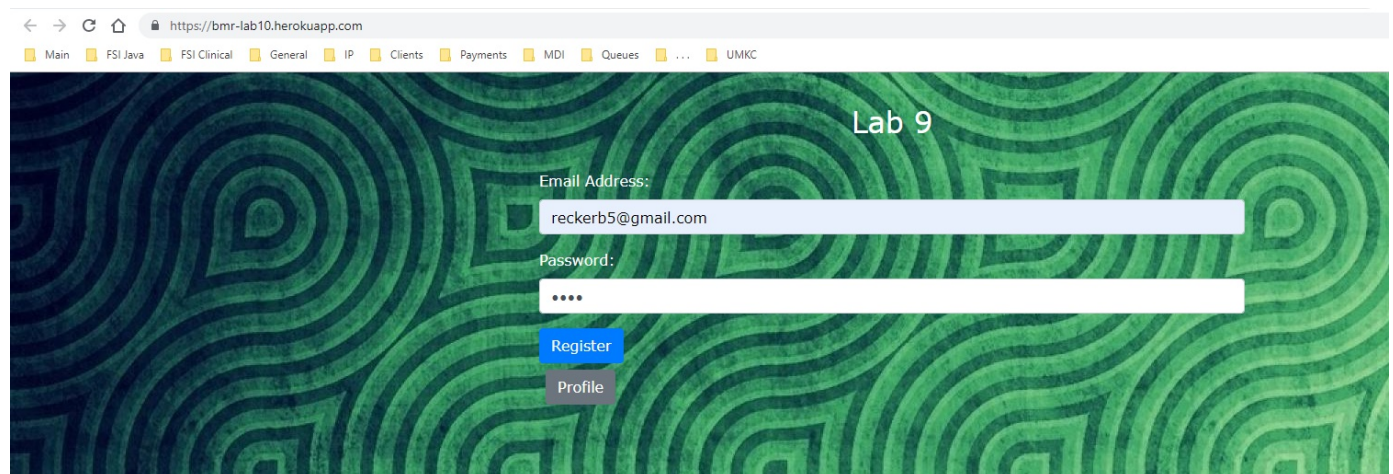 https://bmr-lab10.herokuapp.com
Main FSI Java FSI Clinical General IP Clients Payments MDI Queues ... UMKC
Lab 9
Email Address:
reckerb5@gmail.com
Password:
••••
Register
Profile